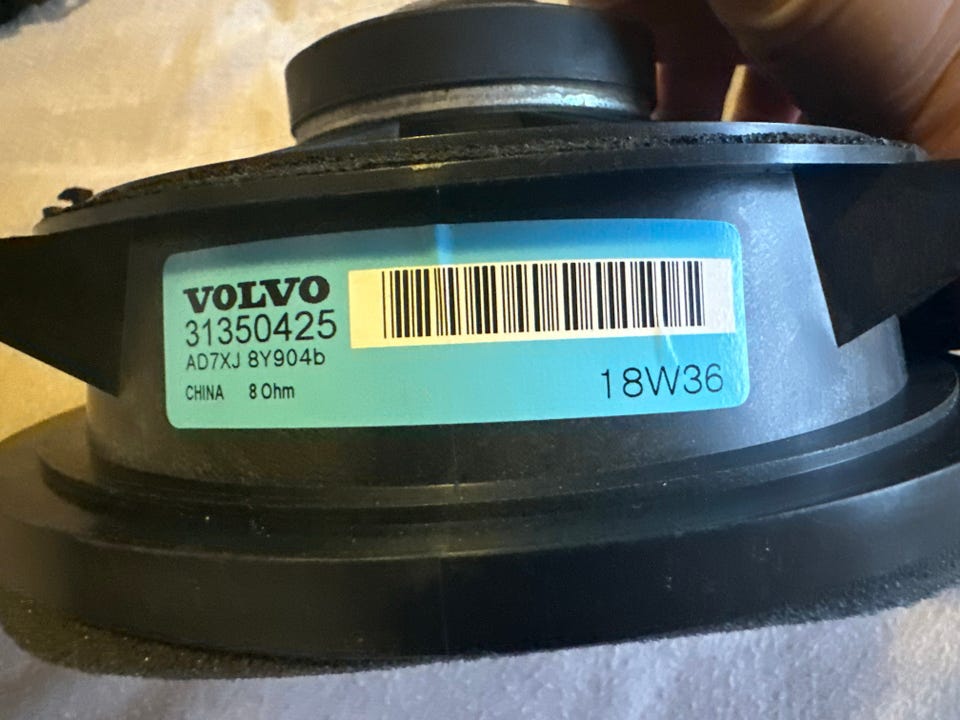 VOLVO
31350425
AD7XJ 8Y904b
CHINA 8 Ohm
18W36